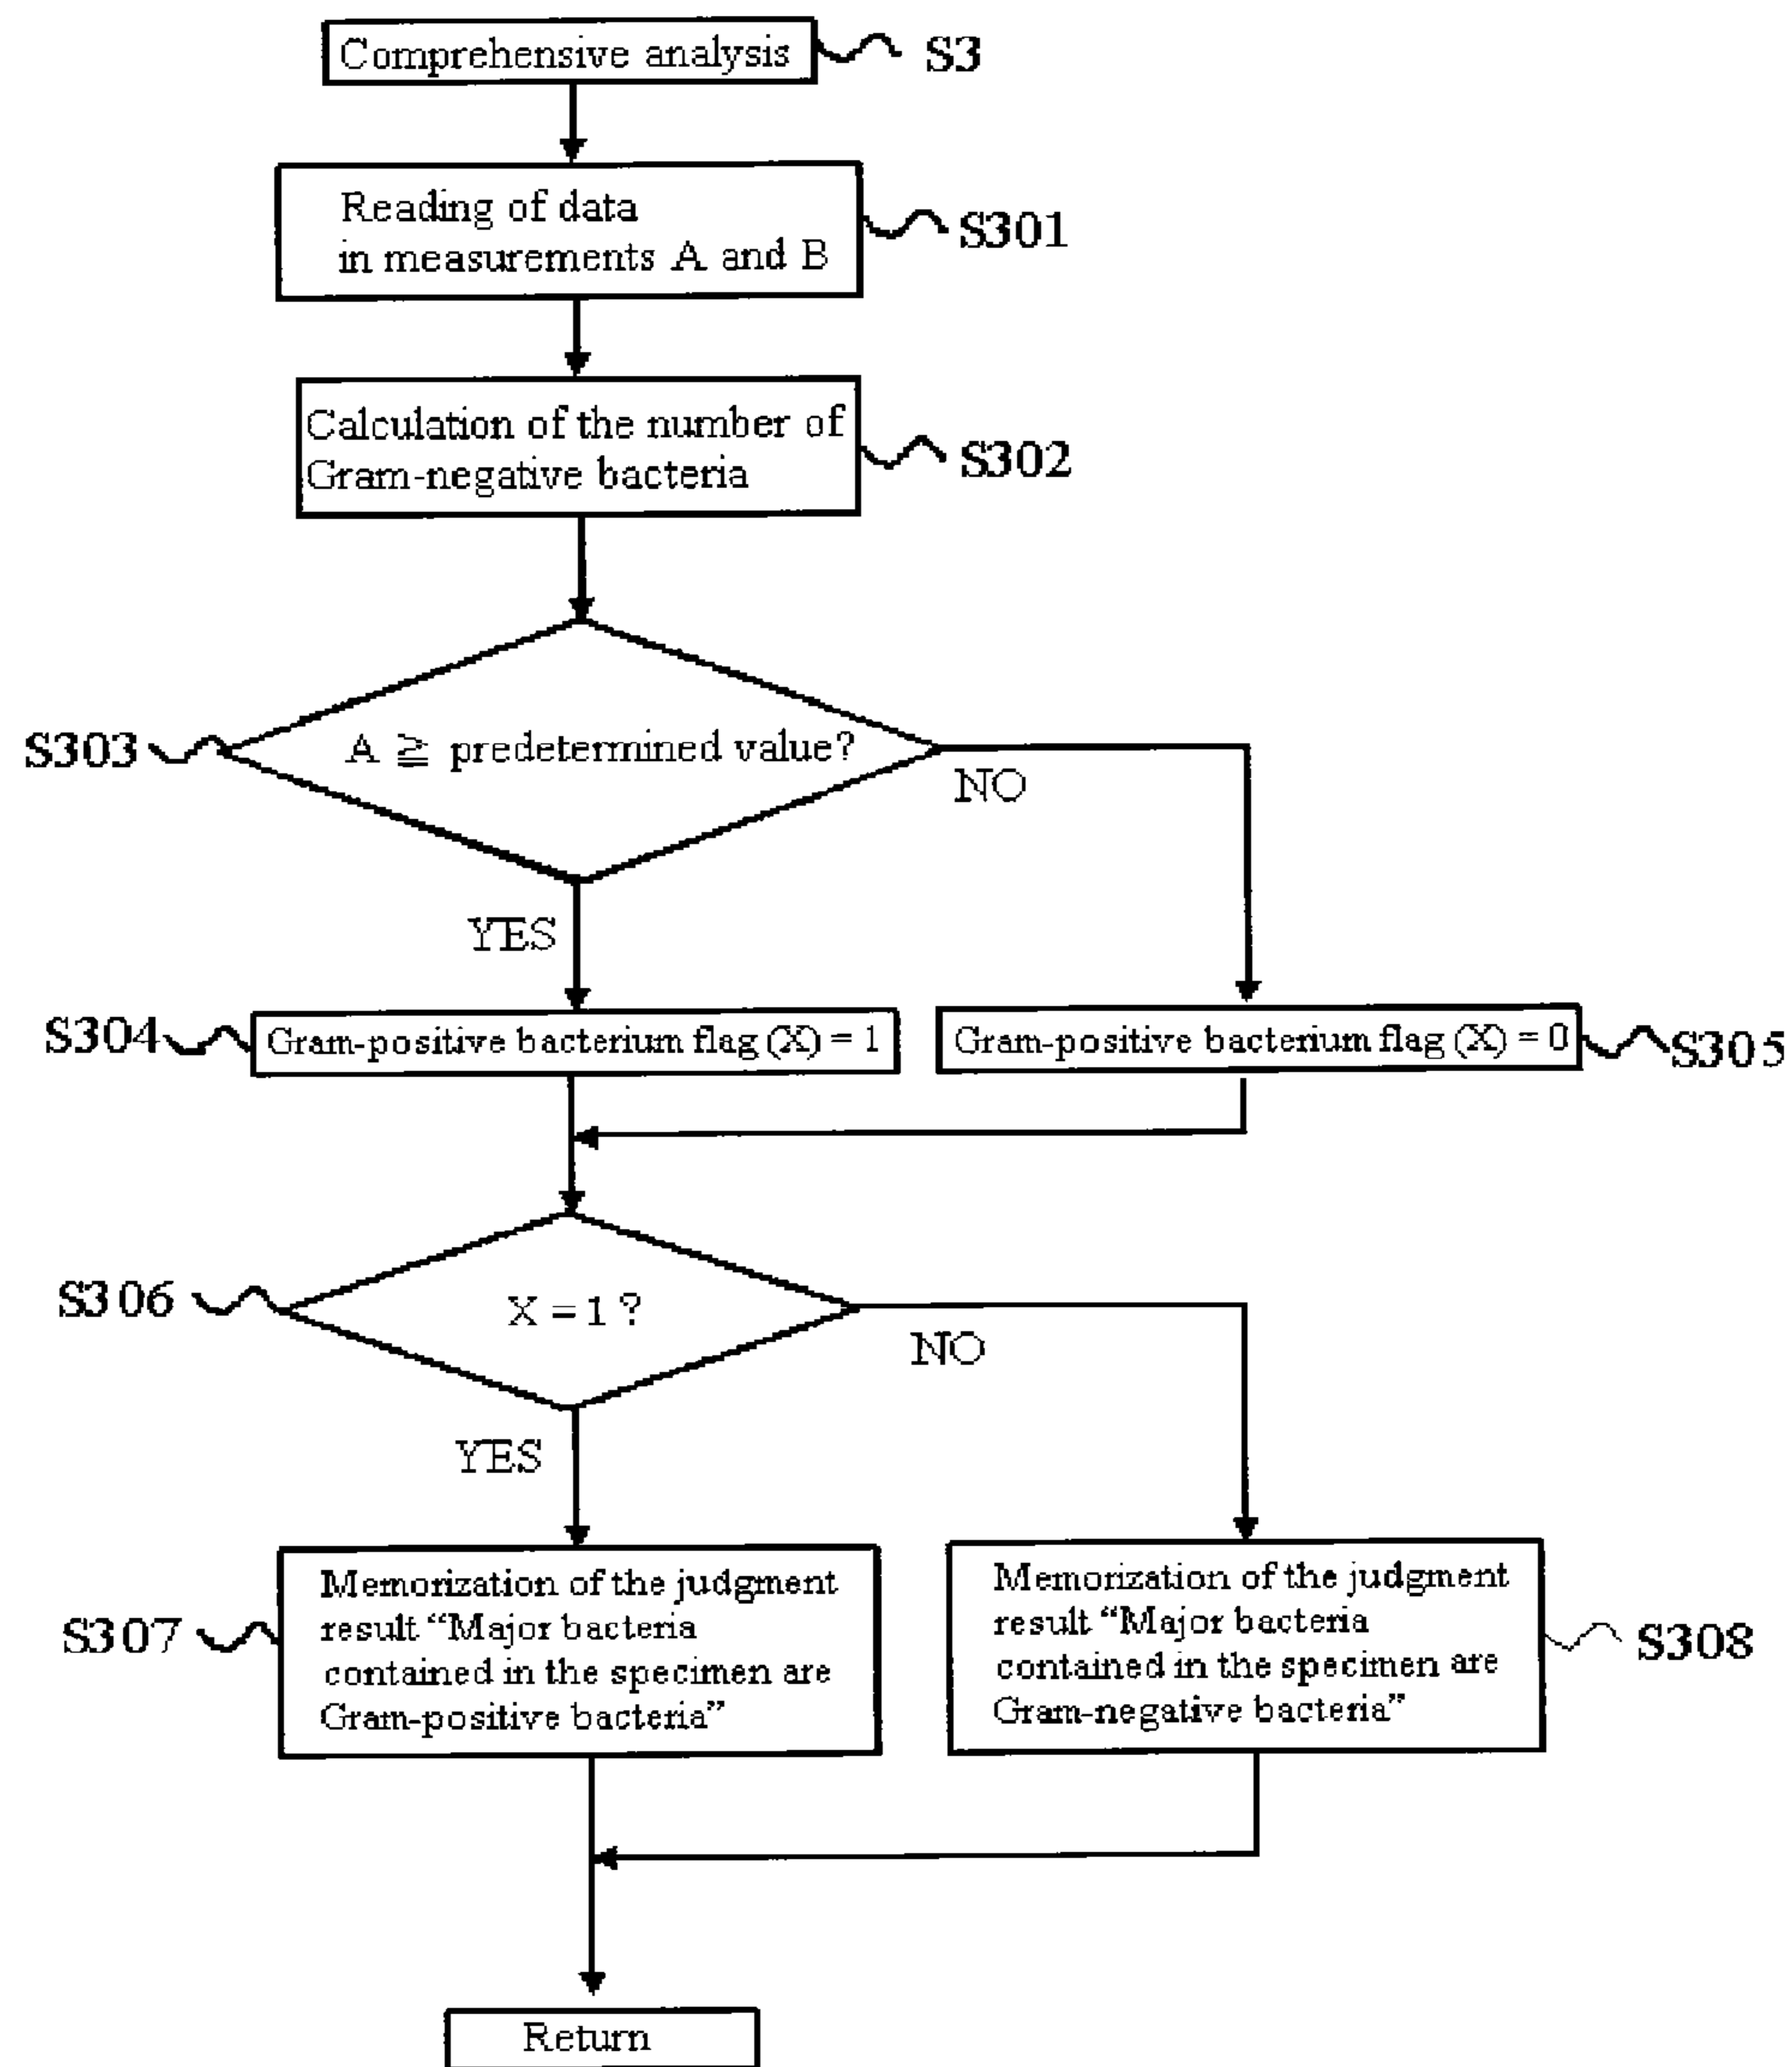 Comprehensive analysis
S3
Reading of data
in measurements A and B
S301
Calculation of the number of
Gram-negative bacteria
S302
S303
A ≧ predetermined value?
NO
YES
S304
Gram-positive bacterium flag (X) = 1
Gram-positive bacterium flag (X) = 0
S305
S306
X = 1 ?
NO
YES
S307
Memorization of the judgment
result “Major bacteria
contained in the specimen are
Gram-positive bacteria”
Memorization of the judgment
result “Major bacteria
contained in the specimen are
Gram-negative bacteria”
S308
Return